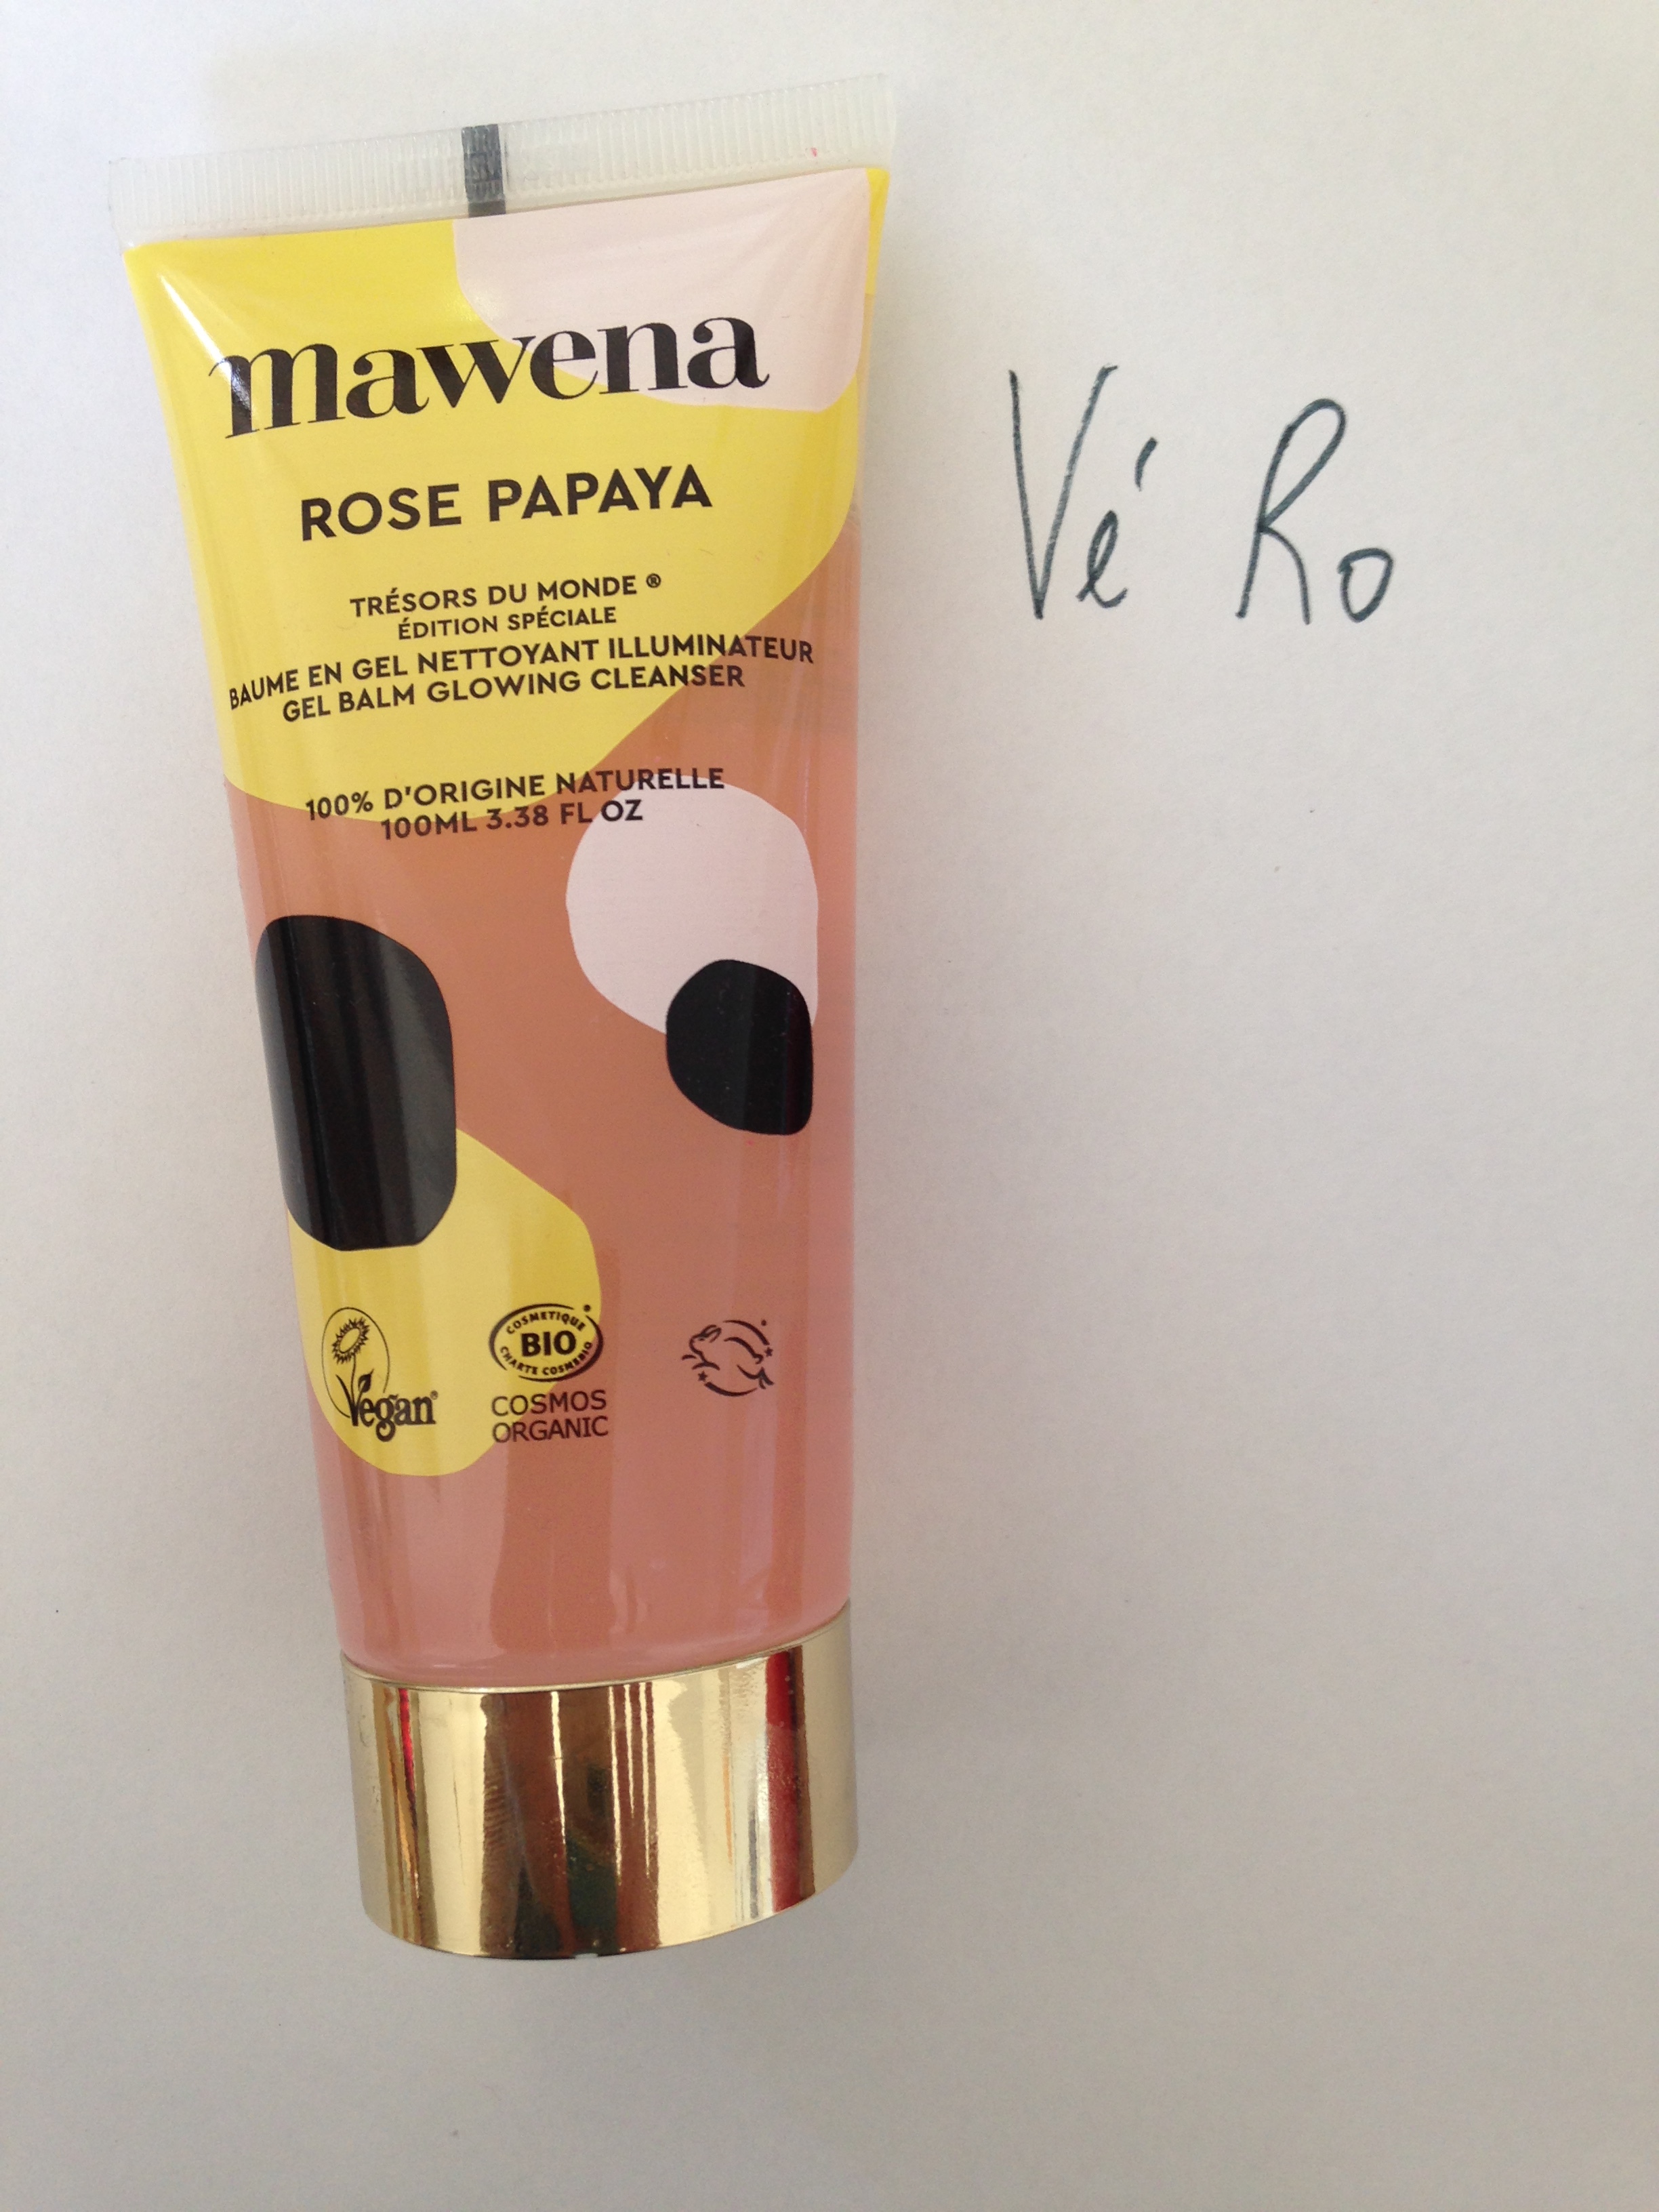 mawena
Vé Ro
ROSE PAPAYA
TRÉSORS DU MONDE ®
ÉDITION SPÉCIALE
BAUME EN GEL NETTOYANT ILLUMINATEUR
GEL BALM GLOWING CLEANSER
100% D'ORIGINE NATURELLE
100ML 3.38 FL OZ
Vegan®
COSMETIQUE
BIO
CHARTE COSMEBIO
COSMOS
ORGANIC